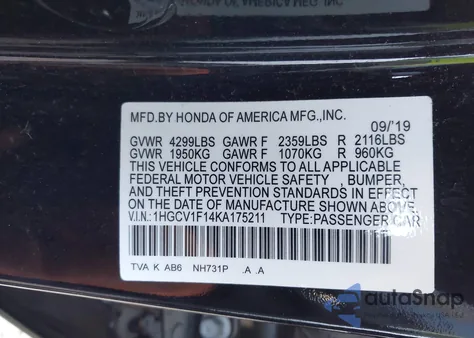 MFD.BY HONDA OF AMERICA MFG.,INC.
09/'19
GVWR 4299LBS GAWR F 2359LBS R 2116LBS
GVWR 1950KG GAWR F 1070KG R 960KG
THIS VEHICLE CONFORMS TO ALL APPLICABLE
FEDERAL MOTOR VEHICLE SAFETY , BUMPER,
AND THEFT PREVENTION STANDARDS IN EFFECT
ON THE DATE OF MANUFACTURE SHOWN ABOVE.
V.I.N.:1HGCV1F14KA175211 TYPE:PASSENGER CAR
TVA K AB6 NH731P .A .A
autoSnap